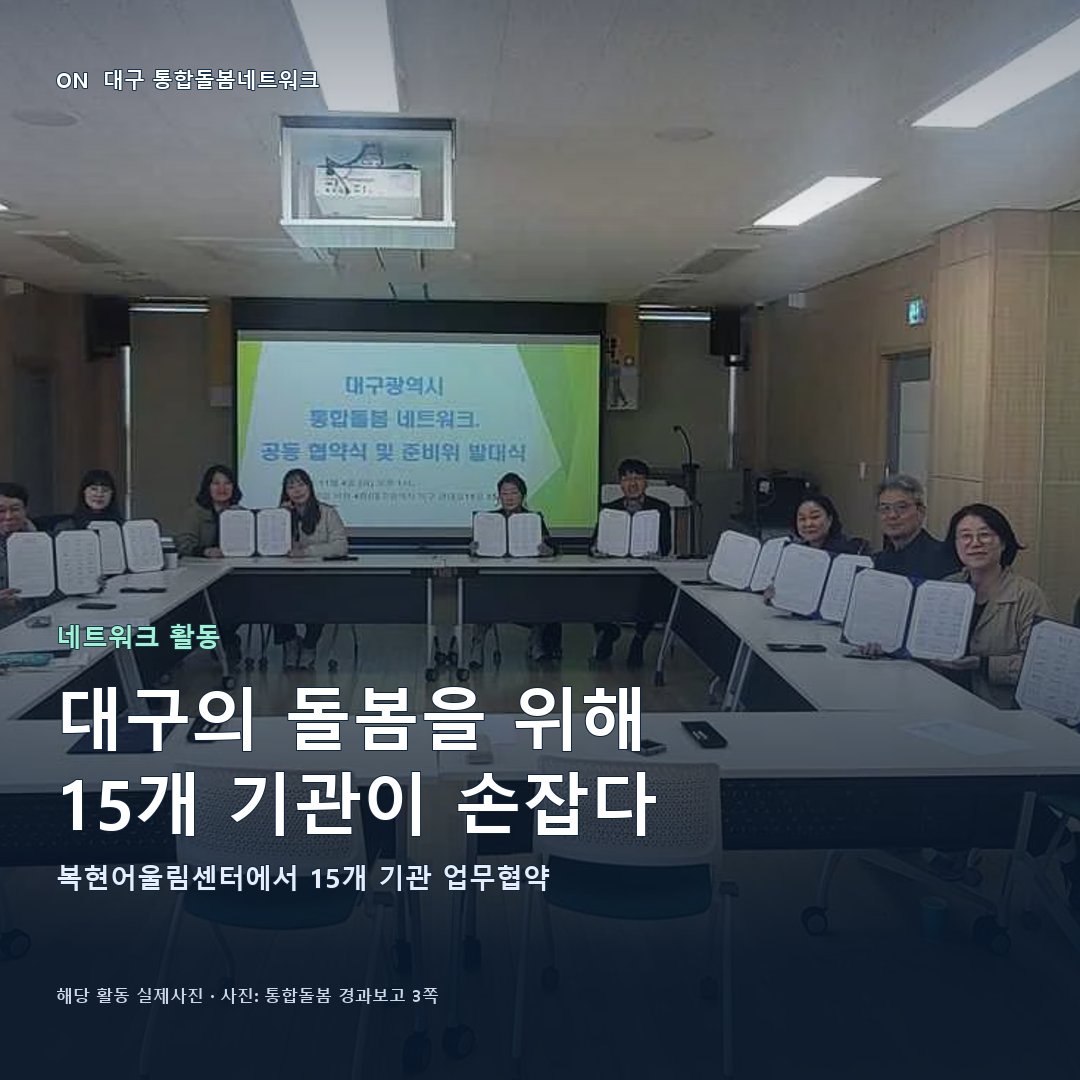 ON 대구 통합돌봄네트워크
대구광역시
통합돌봄 네트워크.
공동 협약식 및 준비위 발대식
네트워크 활동
대구의 돌봄을 위해
15개 기관이 손잡다
복현어울림센터에서 15개 기관 업무협약
해당 활동 실제사진 · 사진: 통합돌봄 경과보고 3쪽